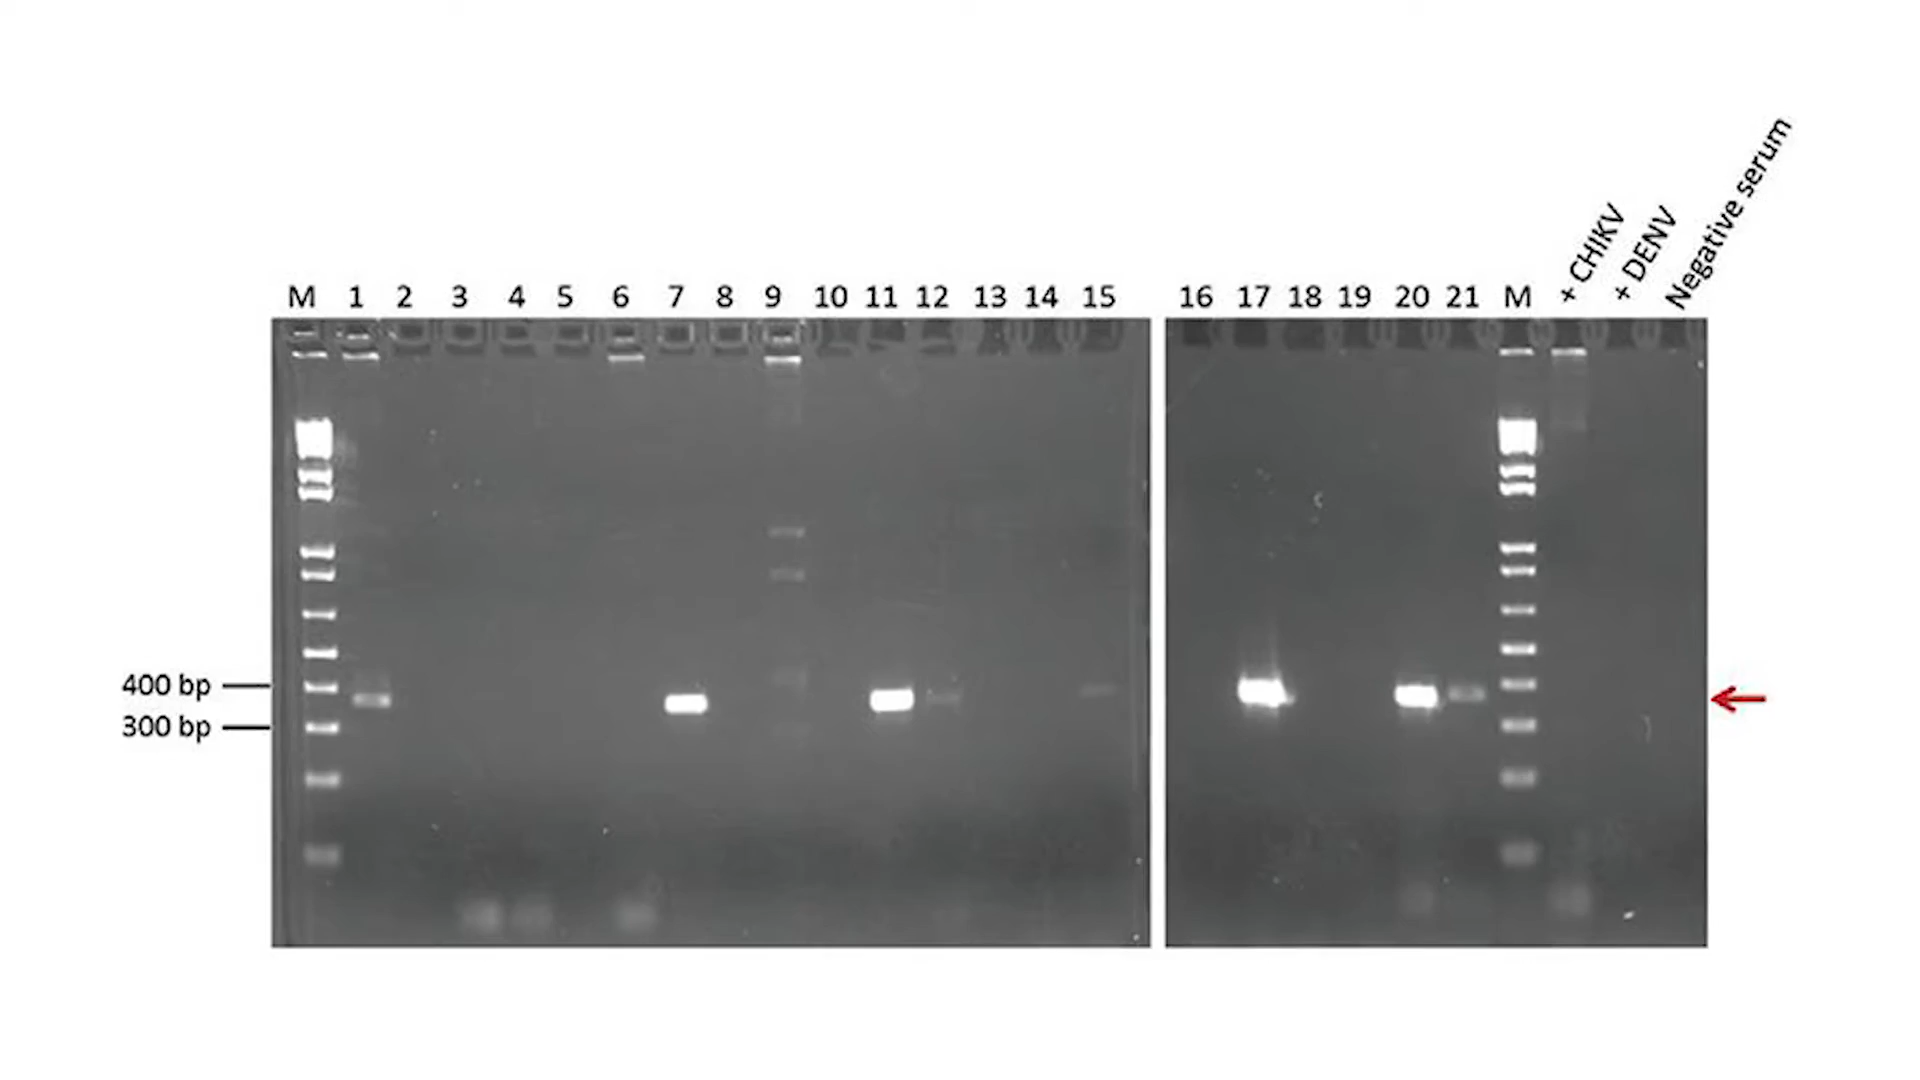 M 1 2 3 4 5 6 7 8 9 10 11 12 13 14 15 16 17 18 19 20 21 M + CHIKV + DENV Negative serum
400 bp
300 bp